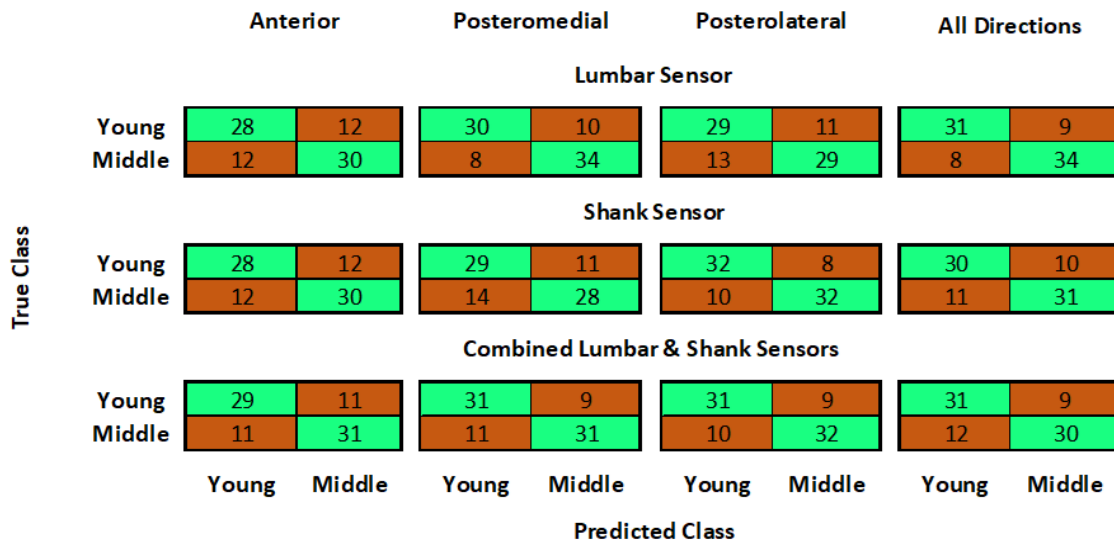 Anterior Posteromedial Posterolateral All Directions
Lumbar Sensor
Young 28 12 30 10 29 11 31 9
Middle 12 30 8 34 13 29 8 34
Shank Sensor
Young 28 12 29 11 32 8 30 10
Middle 12 30 14 28 10 32 11 31
True Class
Combined Lumbar & Shank Sensors
Young 29 11 31 9 31 9 31 9
Middle 11 31 11 31 10 32 12 30
Young Middle Young Middle Young Middle Young Middle
Predicted Class